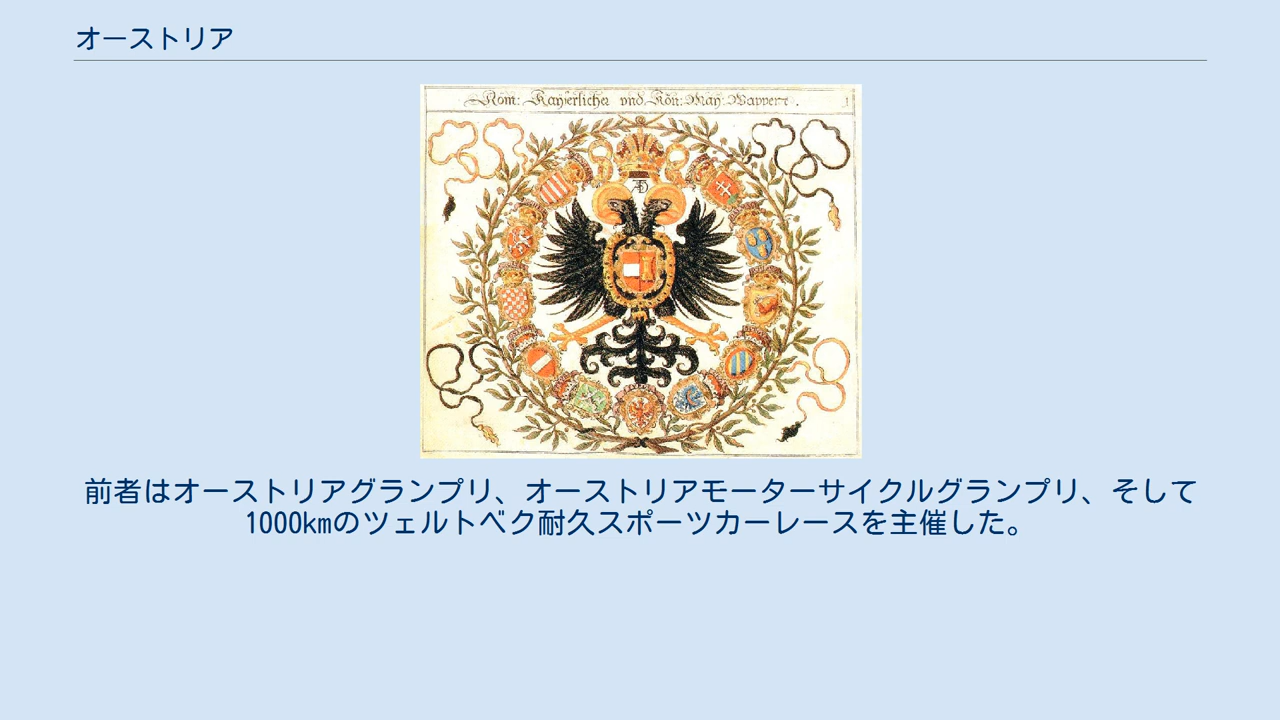 オーストリア
Röm: Kayserlicher vnd Kön: May: Wappen.
1
前者はオーストリアグランプリ、オーストリアモーターサイクルグランプリ、そして
1000kmのツェルトベク耐久スポーツカーレースを主催した。